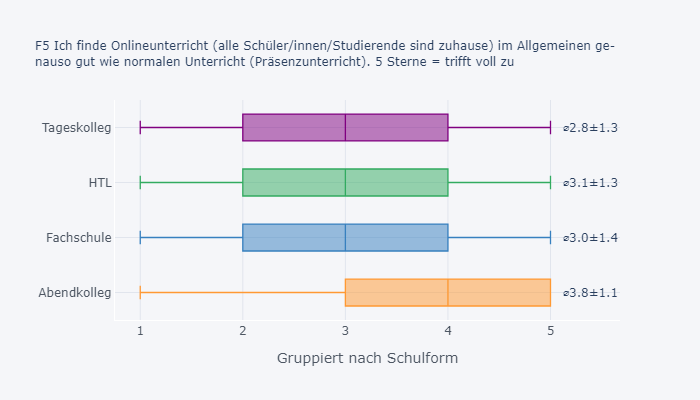 F5 Ich finde Onlineunterricht (alle Schüler/innen/Studierende sind zuhause) im Allgemeinen ge-
nauso gut wie normalen Unterricht (Präsenzunterricht). 5 Sterne = trifft voll zu
Tageskolleg
⌀2.8±1.3
HTL
⌀3.1±1.3
Fachschule
⌀3.0±1.4
Abendkolleg
⌀3.8±1.1
1 2 3 4 5
Gruppiert nach Schulform